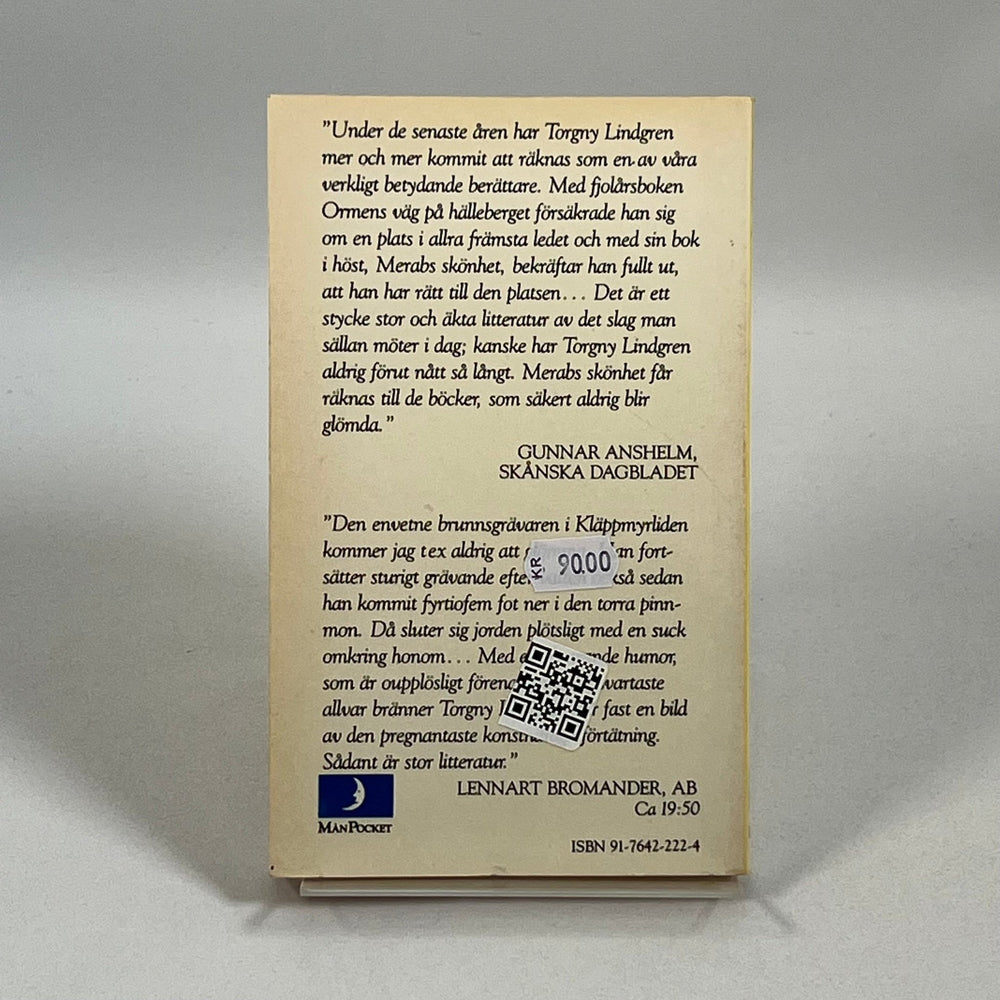 ”Under de senaste åren har Torgny Lindgren
mer och mer kommit att räknas som en av våra
verkligt betydande berättare. Med fjolårsboken
Ormens väg på hälleberget försäkrade han sig
om en plats i allra främsta ledet och med sin bok
i höst, Merabs skönhet, bekräftar han fullt ut,
att han har rätt till den platsen... Det är ett
stycke stor och äkta litteratur av det slag man
sällan möter i dag; kanske har Torgny Lindgren
aldrig förut nått så långt. Merabs skönhet får
räknas till de böcker, som säkert aldrig blir
glömda.”
GUNNAR ANSHELM,
SKÅNSKA DAGBLADET
”Den envetne brunnsgrävaren i Kläppmyrliden
kommer jag t ex aldrig att fort-
KR 90.00
sätter sturigt grävande också sedan
han kommit fyrtiofem fot ner i den torra pinn-
mon. Då sluter sig jorden plötsligt med en suck
omkring honom... Med humor,
som är oupplösligt
allvar bränner Torgny fast en bild
av den pregnantaste förtätning.
Sådant är stor litteratur.”
LENNART BROMANDER, AB
Ca 19:50
MÅNPOCKET
ISBN 91-7642-222-4